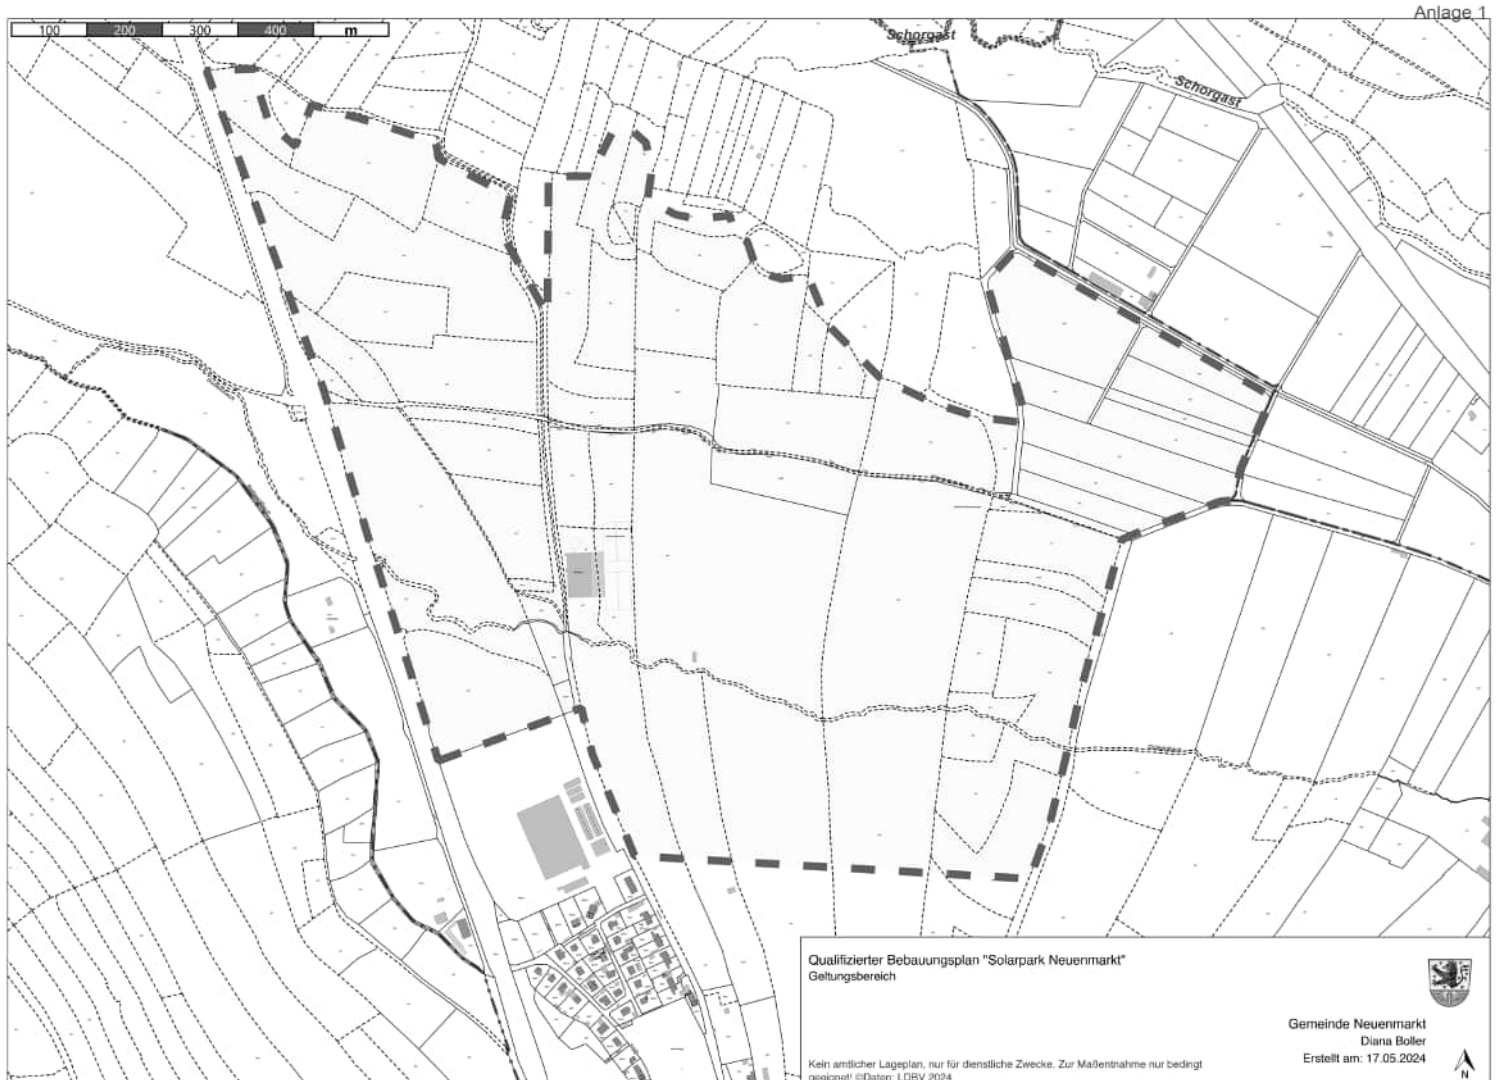 Anlage 1
100 200 300 400 m
Schorgast
Schorgast
Qualifizierter Bebauungsplan "Solarpark Neuenmarkt"
Geltungsbereich
Gemeinde Neuenmarkt
Diana Boller
Erstellt am: 17.05.2024
Kein amtlicher Lageplan, nur für dienstliche Zwecke. Zur Maßentnahme nur bedingt
geeignet! ©Daten: LDBV 2024
N